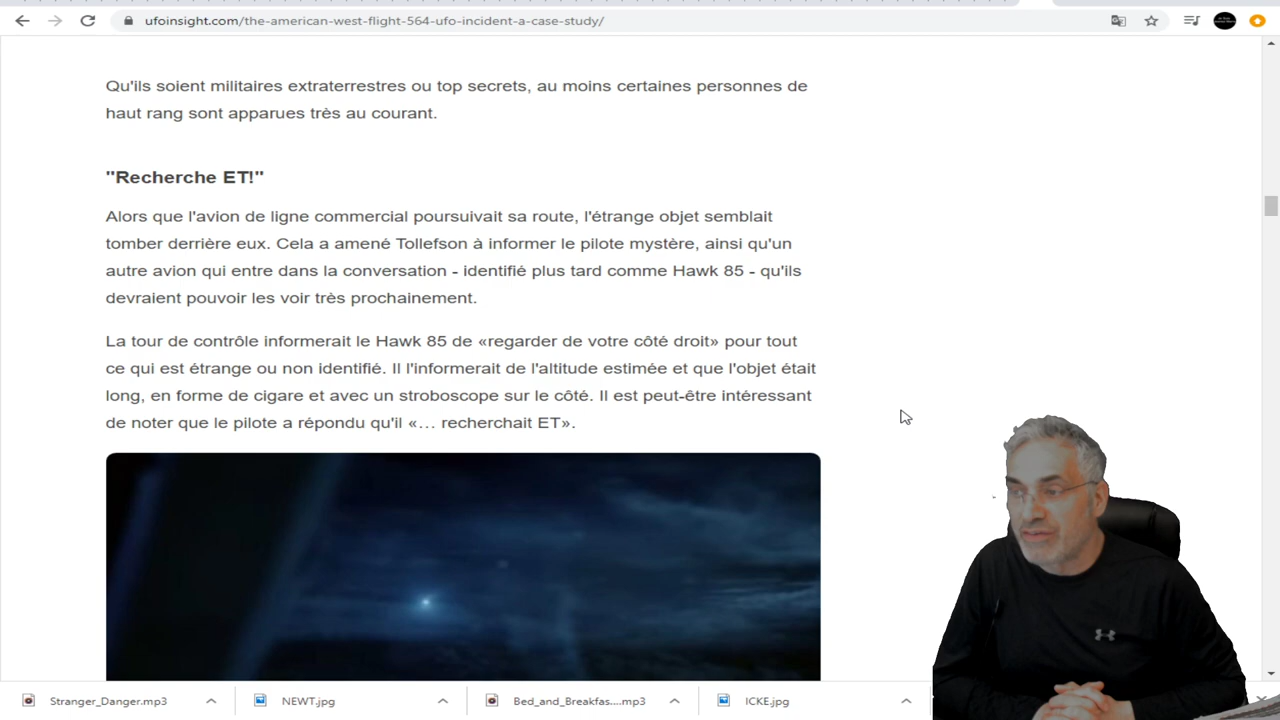 ufoinsight.com/the-american-west-flight-564-ufo-incident-a-case-study/
Qu'ils soient militaires extraterrestres ou top secrets, au moins certaines personnes de
haut rang sont apparues très au courant.
"Recherche ET!"
Alors que l'avion de ligne commercial poursuivait sa route, l'étrange objet semblait
tomber derrière eux. Cela a amené Tollefson à informer le pilote mystère, ainsi qu'un
autre avion qui entre dans la conversation - identifié plus tard comme Hawk 85 - qu'ils
devraient pouvoir les voir très prochainement.
La tour de contrôle informerait le Hawk 85 de «regarder de votre côté droit» pour tout
ce qui est étrange ou non identifié. Il l'informerait de l'altitude estimée et que l'objet était
long, en forme de cigare et avec un stroboscope sur le côté. Il est peut-être intéressant
de noter que le pilote a répondu qu'il «… recherchait ET».
Stranger_Danger.mp3 NEWT.jpg Bed_and_Breakfas....mp3 ICKE.jpg